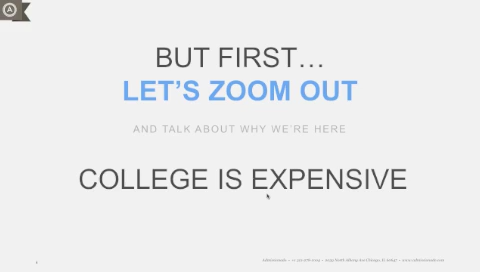 A
BUT FIRST…
LET’S ZOOM OUT
AND TALK ABOUT WHY WE’RE HERE
COLLEGE IS EXPENSIVE